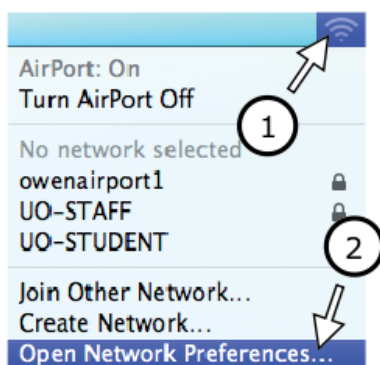 AirPort: On
Turn AirPort Off
1
No network selected
owenairport1
UO-STAFF
UO-STUDENT
2
Join Other Network...
Create Network...
Open Network Preferences...